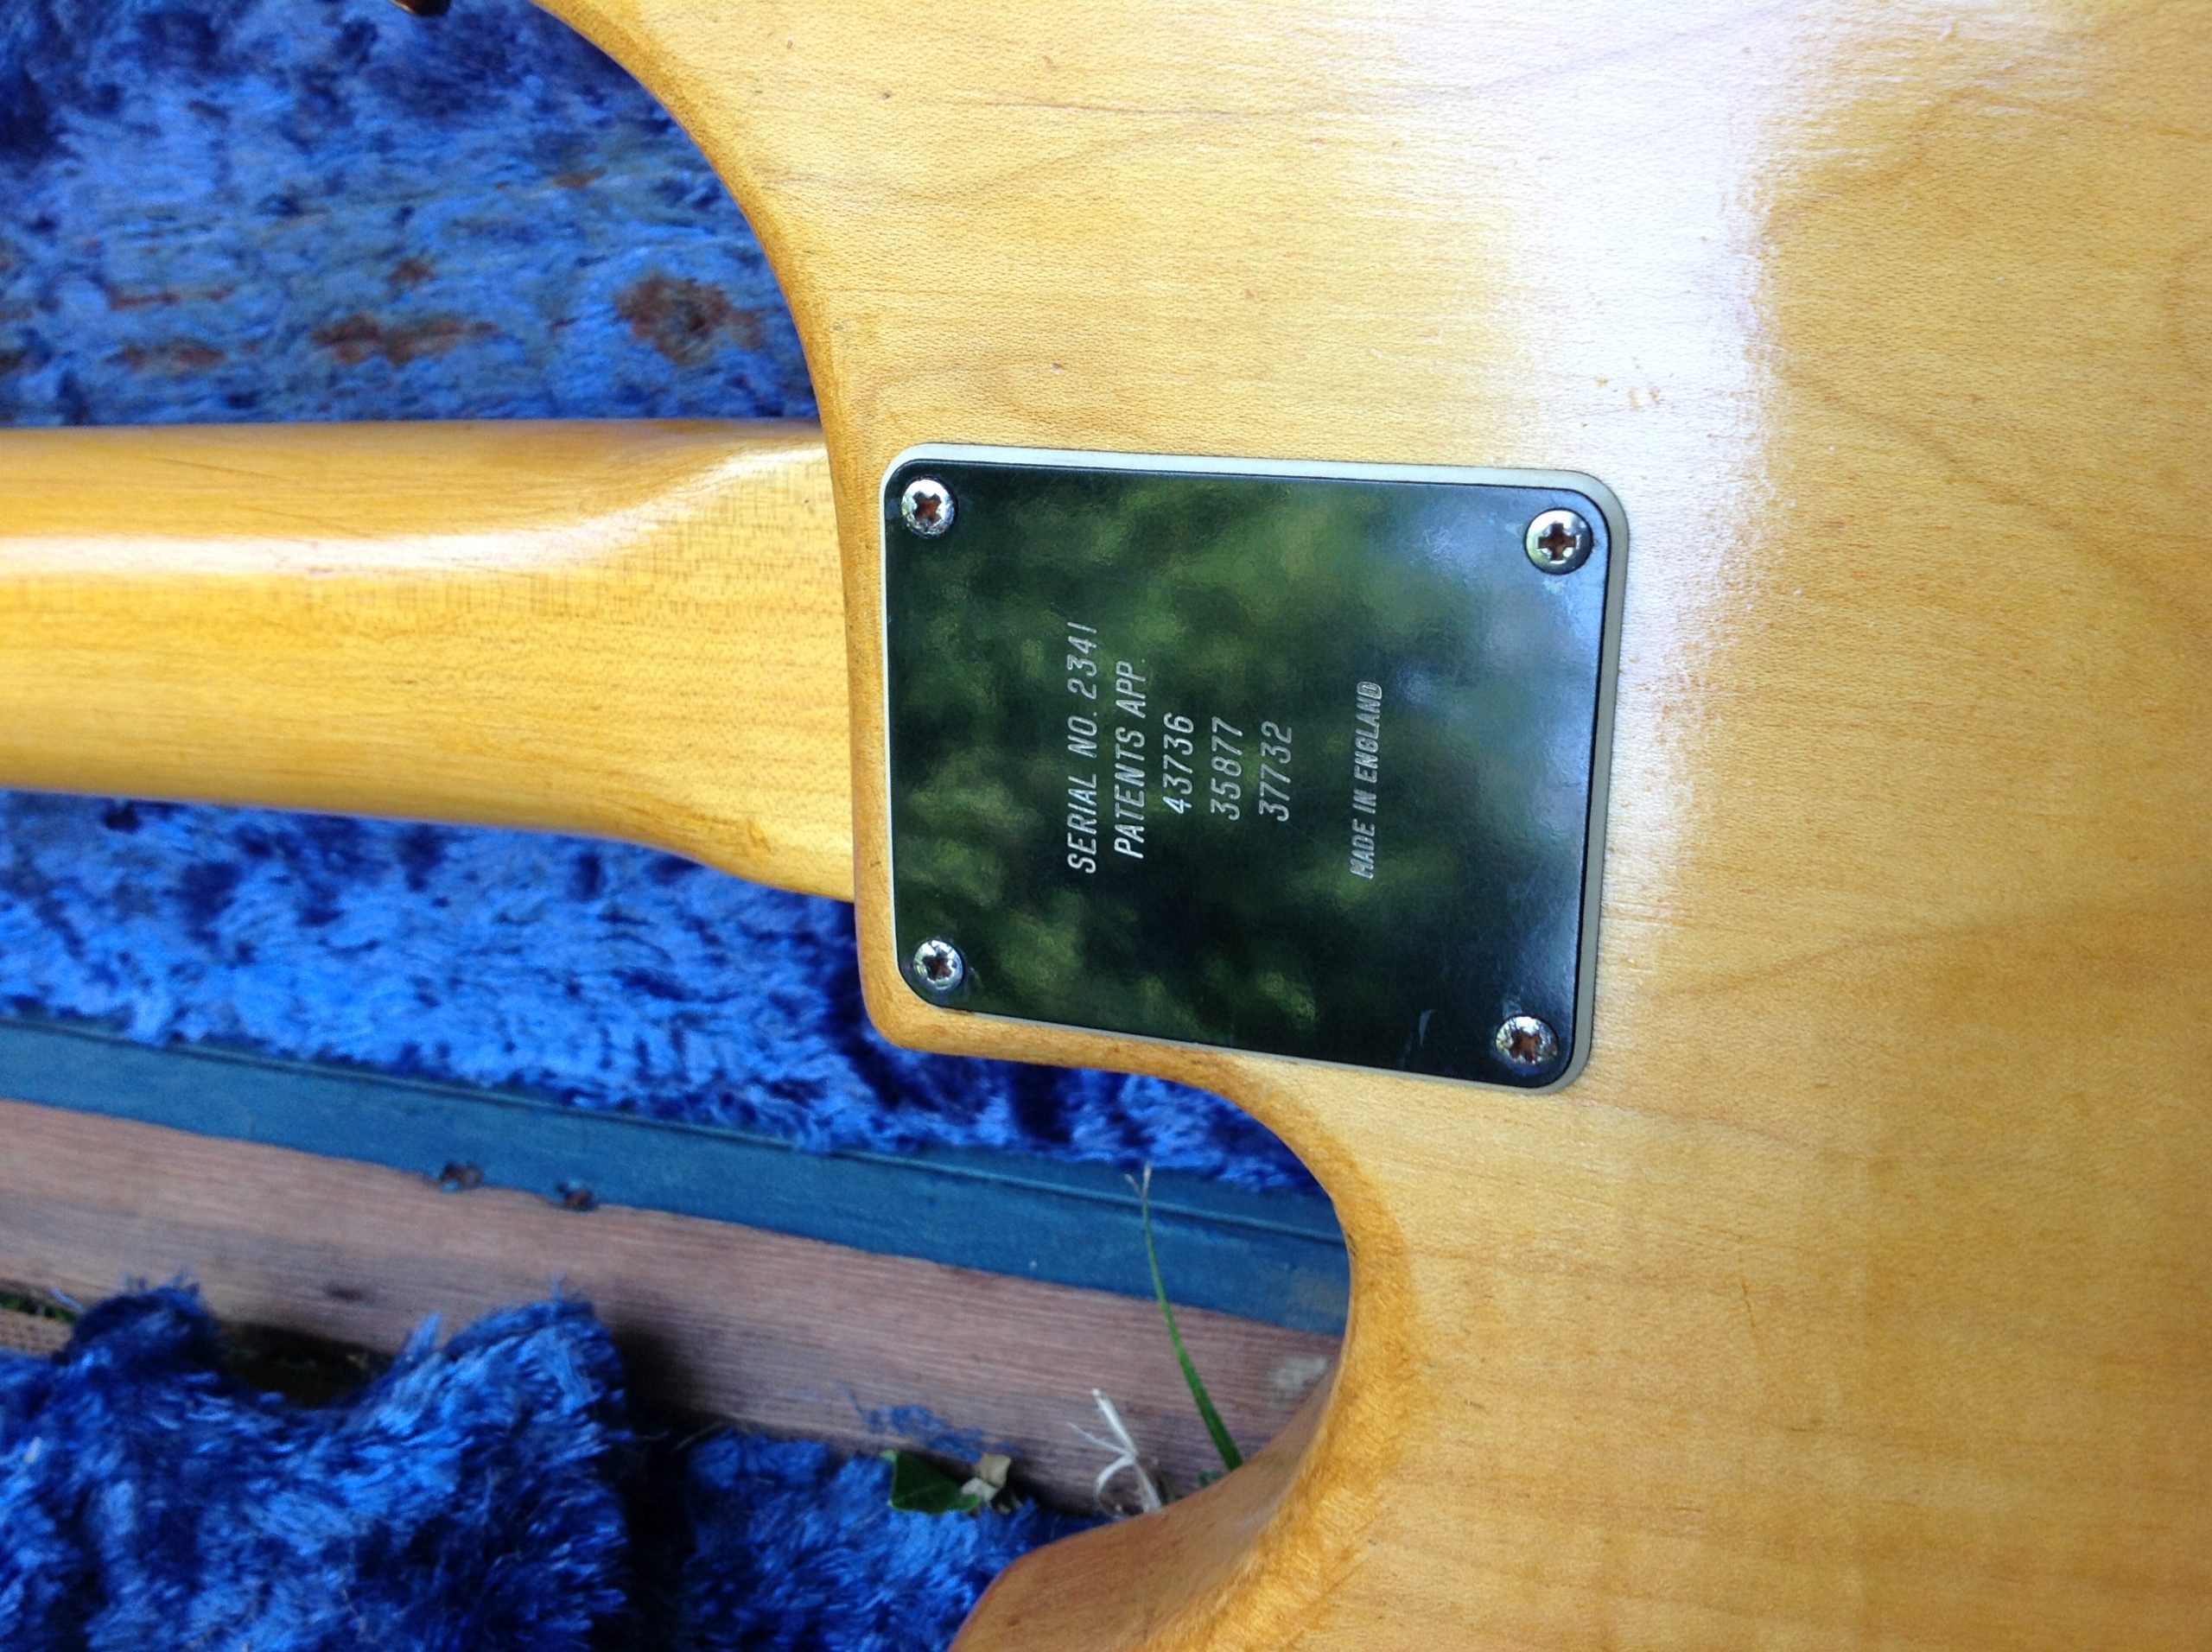 SERIAL NO. 2341
PATENTS APP.
43736
35877
37732
MADE IN ENGLAND